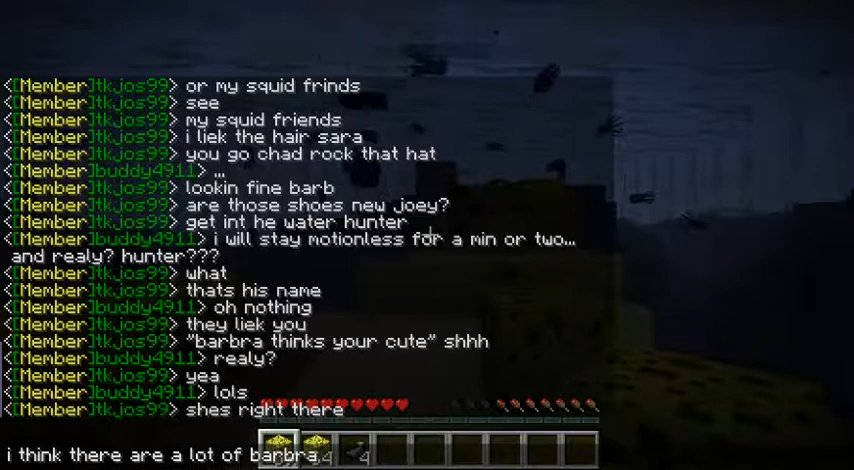 <[Member]tkjos99> or my squid frinds
<[Member]tkjos99> see
<[Member]tkjos99> my squid friends
<[Member]tkjos99> i liek the hair sara
<[Member]tkjos99> you go chad rock that hat
<[Member]buddy4911> ...
<[Member]tkjos99> lookin fine barb
<[Member]tkjos99> are those shoes new joey?
<[Member]tkjos99> get int he water hunter
<[Member]buddy4911> i will stay motionless for a min or two...
and realy? hunter???
<[Member]tkjos99> what
<[Member]tkjos99> thats his name
<[Member]buddy4911> oh nothing
<[Member]tkjos99> they liek you
<[Member]tkjos99> "barbra thinks your cute" shhh
<[Member]buddy4911> realy?
<[Member]tkjos99> yea
<[Member]buddy4911> lols
<[Member]tkjos99> shes right there
i think there are a lot of barbra
4